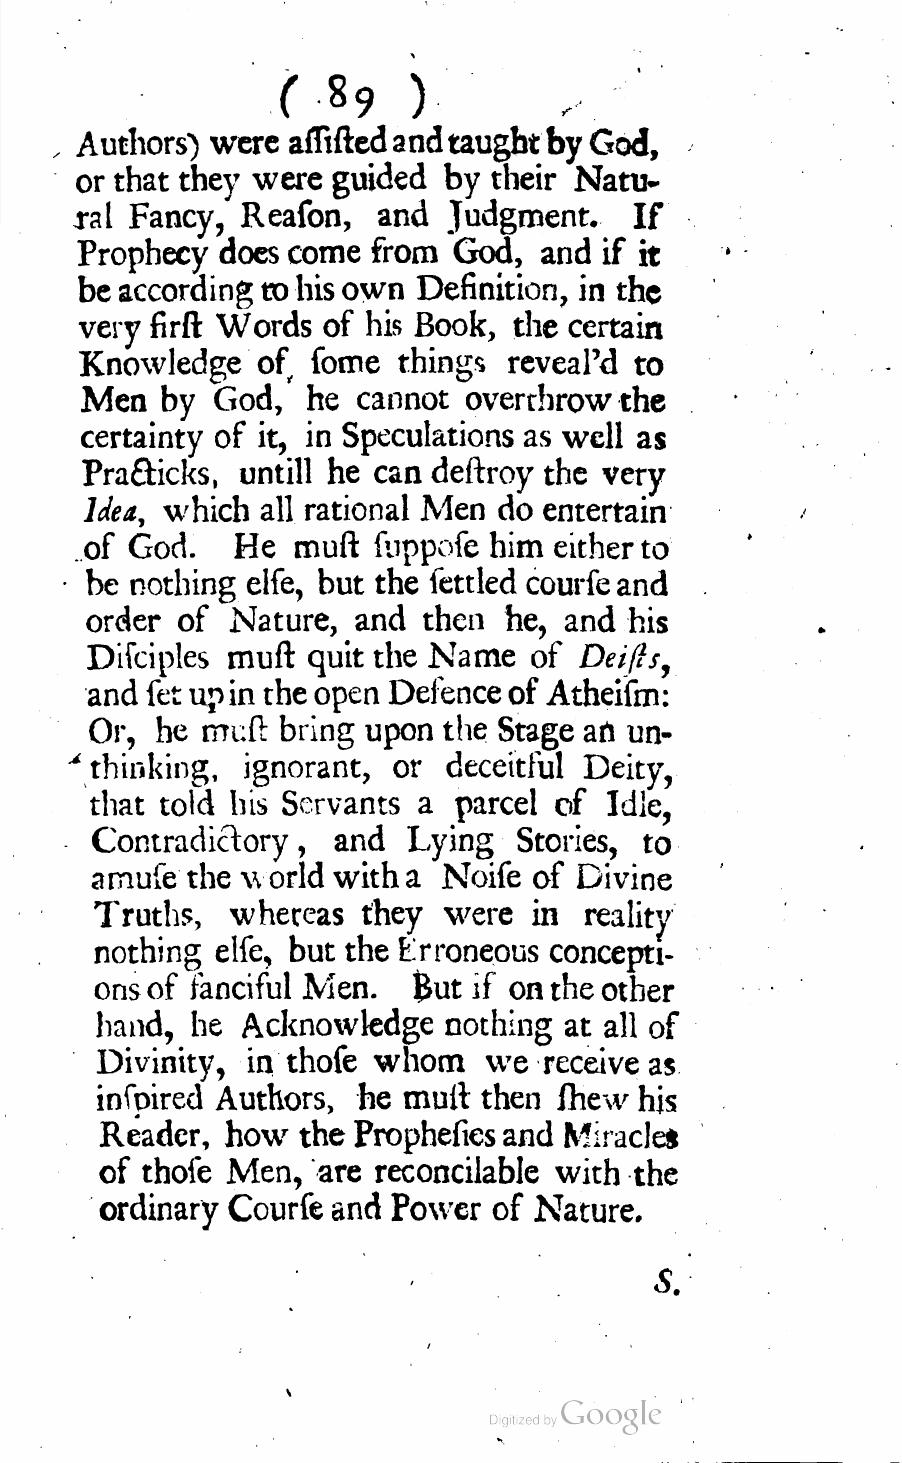 ( 89 )
Authors) were aſſiſted and taught by God,
or that they were guided by their Natu-
ral Fancy, Reaſon, and Judgment. If
Prophecy does come from God, and if it
be according to his own Definition, in the
very firſt Words of his Book, the certain
Knowledge of ſome things reveal'd to
Men by God, he cannot overthrow the
certainty of it, in Speculations as well as
Practicks, untill he can deſtroy the very
Idea, which all rational Men do entertain
of God. He muſt ſuppoſe him either to
be nothing elſe, but the ſettled courſe and
order of Nature, and then he, and his
Diſciples muſt quit the Name of Deiſts,
and ſet up in the open Defence of Atheiſm:
Or, he muſt bring upon the Stage an un-
thinking, ignorant, or deceitful Deity,
that told his Servants a parcel of Idle,
Contradictory, and Lying Stories, to
amuſe the world with a Noiſe of Divine
Truths, whereas they were in reality
nothing elſe, but the Erroneous concepti-
ons of fanciful Men. But if on the other
hand, he Acknowledge nothing at all of
Divinity, in thoſe whom we receive as
inſpired Authors, he muſt then ſhew his
Reader, how the Propheſies and Miracles
of thoſe Men, are reconcilable with the
ordinary Courſe and Power of Nature.
S.
Digitized by Google